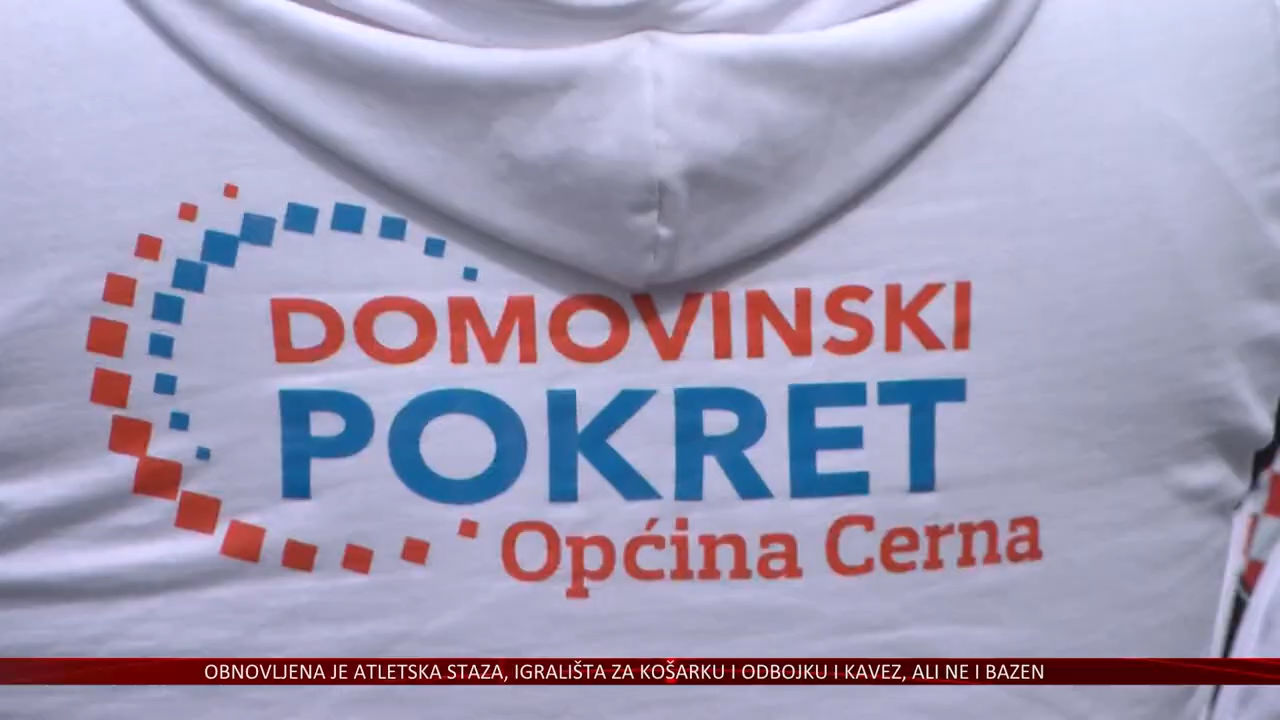 DOMOVINSKI
POKRET
Općina Cerna
OBNOVLJENA JE ATLETSKA STAZA, IGRALIŠTA ZA KOŠARKU I ODBOJKU I KAVEZ, ALI NE I BAZEN